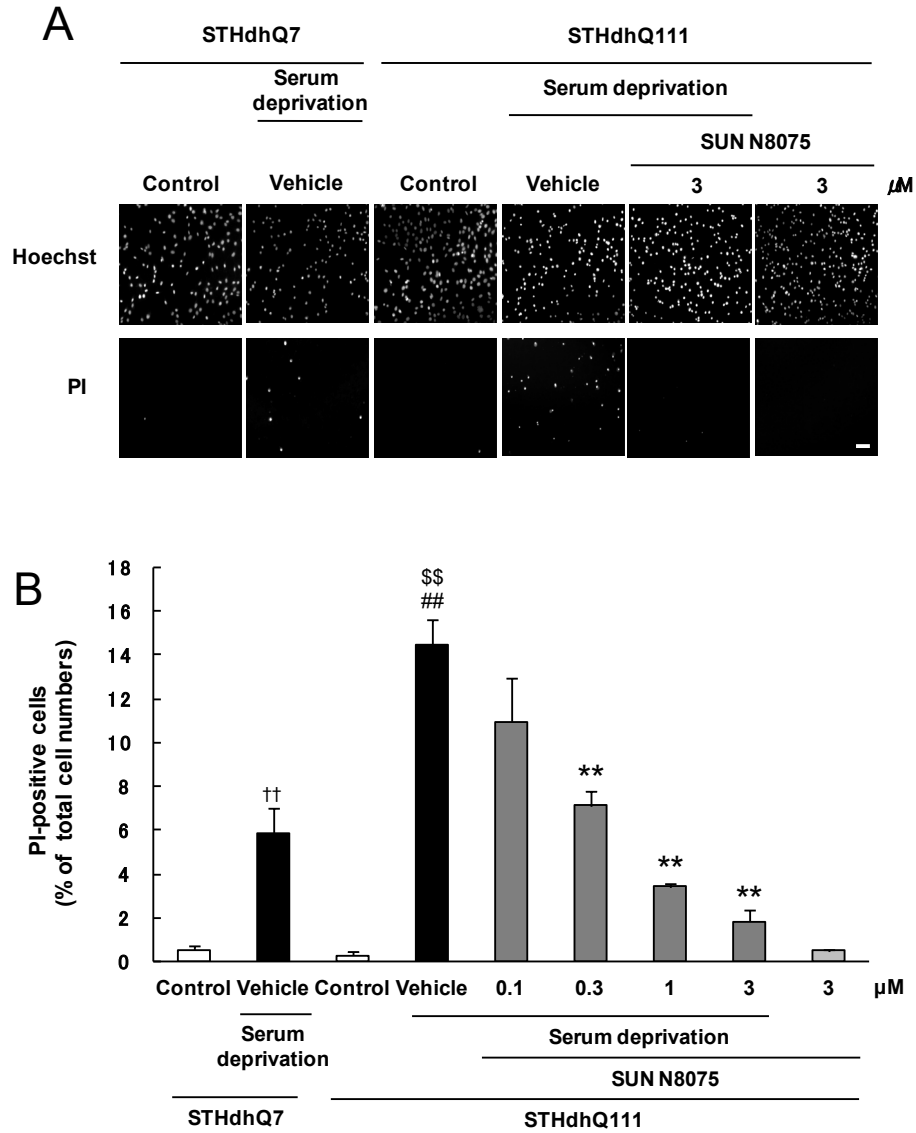 A
STHdhQ7 STHdhQ111
Serum
deprivation
Serum deprivation
SUN N8075
Control Vehicle Control Vehicle 3 3 μM
Hoechst
PI
B
18
16
14
12
10
8
6
4
2
0
PI-positive cells
(% of total cell numbers)
††
$$
##
**
**
**
Control Vehicle Control Vehicle 0.1 0.3 1 3 3 μM
Serum
deprivation
Serum deprivation
SUN N8075
STHdhQ7 STHdhQ111